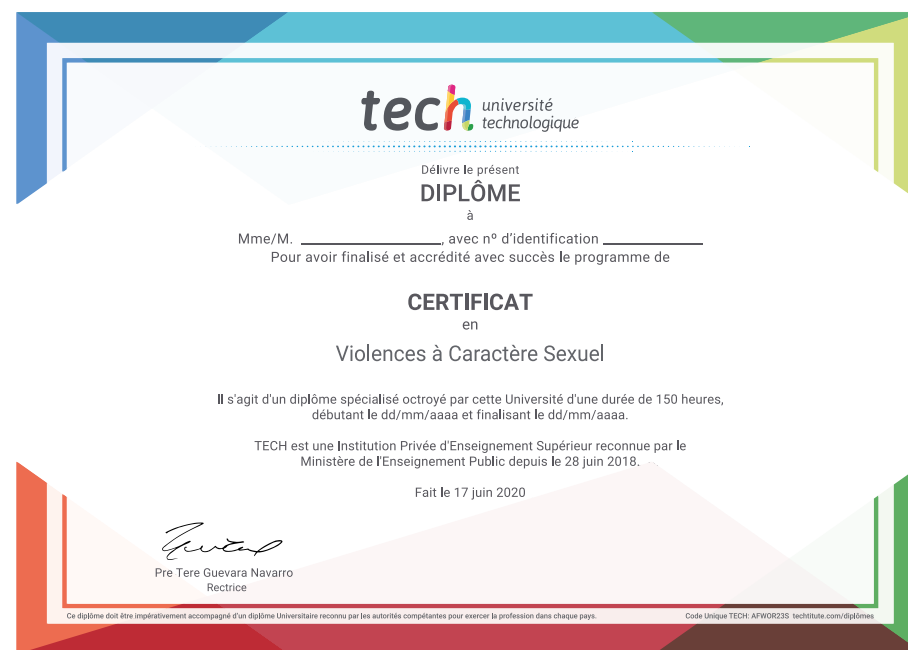 tech université
technologique
Délivre le présent
DIPLÔME
à
Mme/M. ____________________, avec nº d'identification ______________
Pour avoir finalisé et accrédité avec succès le programme de
CERTIFICAT
en
Violences à Caractère Sexuel
Il s'agit d'un diplôme spécialisé octroyé par cette Université d'une durée de 150 heures,
débutant le dd/mm/aaaa et finalisant le dd/mm/aaaa.
TECH est une Institution Privée d'Enseignement Supérieur reconnue par le
Ministère de l'Enseignement Public depuis le 28 juin 2018.
Fait le 17 juin 2020
Pre Tere Guevara Navarro
Rectrice
Ce diplôme doit être impérativement accompagné d'un diplôme Universitaire reconnu par les autorités compétantes pour exercer la profession dans chaque pays. Code Unique TECH: AFWOR23S techtitute.com/diplômes